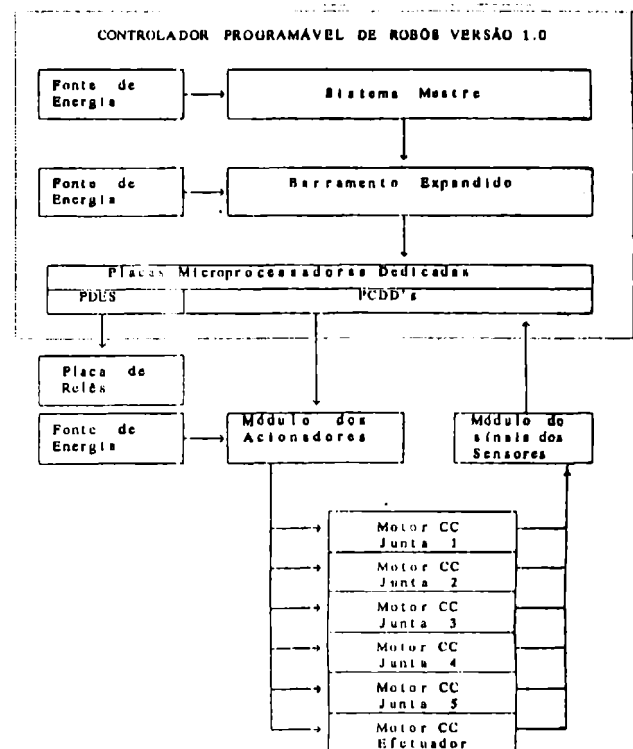 CONTROLADOR PROGRAMÁVEL DE ROBÔS VERSÃO 1.0
Fonte de
Energia
Sistema Mestre
Fonte de
Energia
Barramento Expandido
Placas Microprocessadoras Dedicadas
PDES
PCDD's
Placa de
Relês
Fonte de
Energia
Módulo dos
Acionadores
Módulo de
sinais dos
Sensores
Motor CC
Junta 1
Motor CC
Junta 2
Motor CC
Junta 3
Motor CC
Junta 4
Motor CC
Junta 5
Motor CC
Efetuador